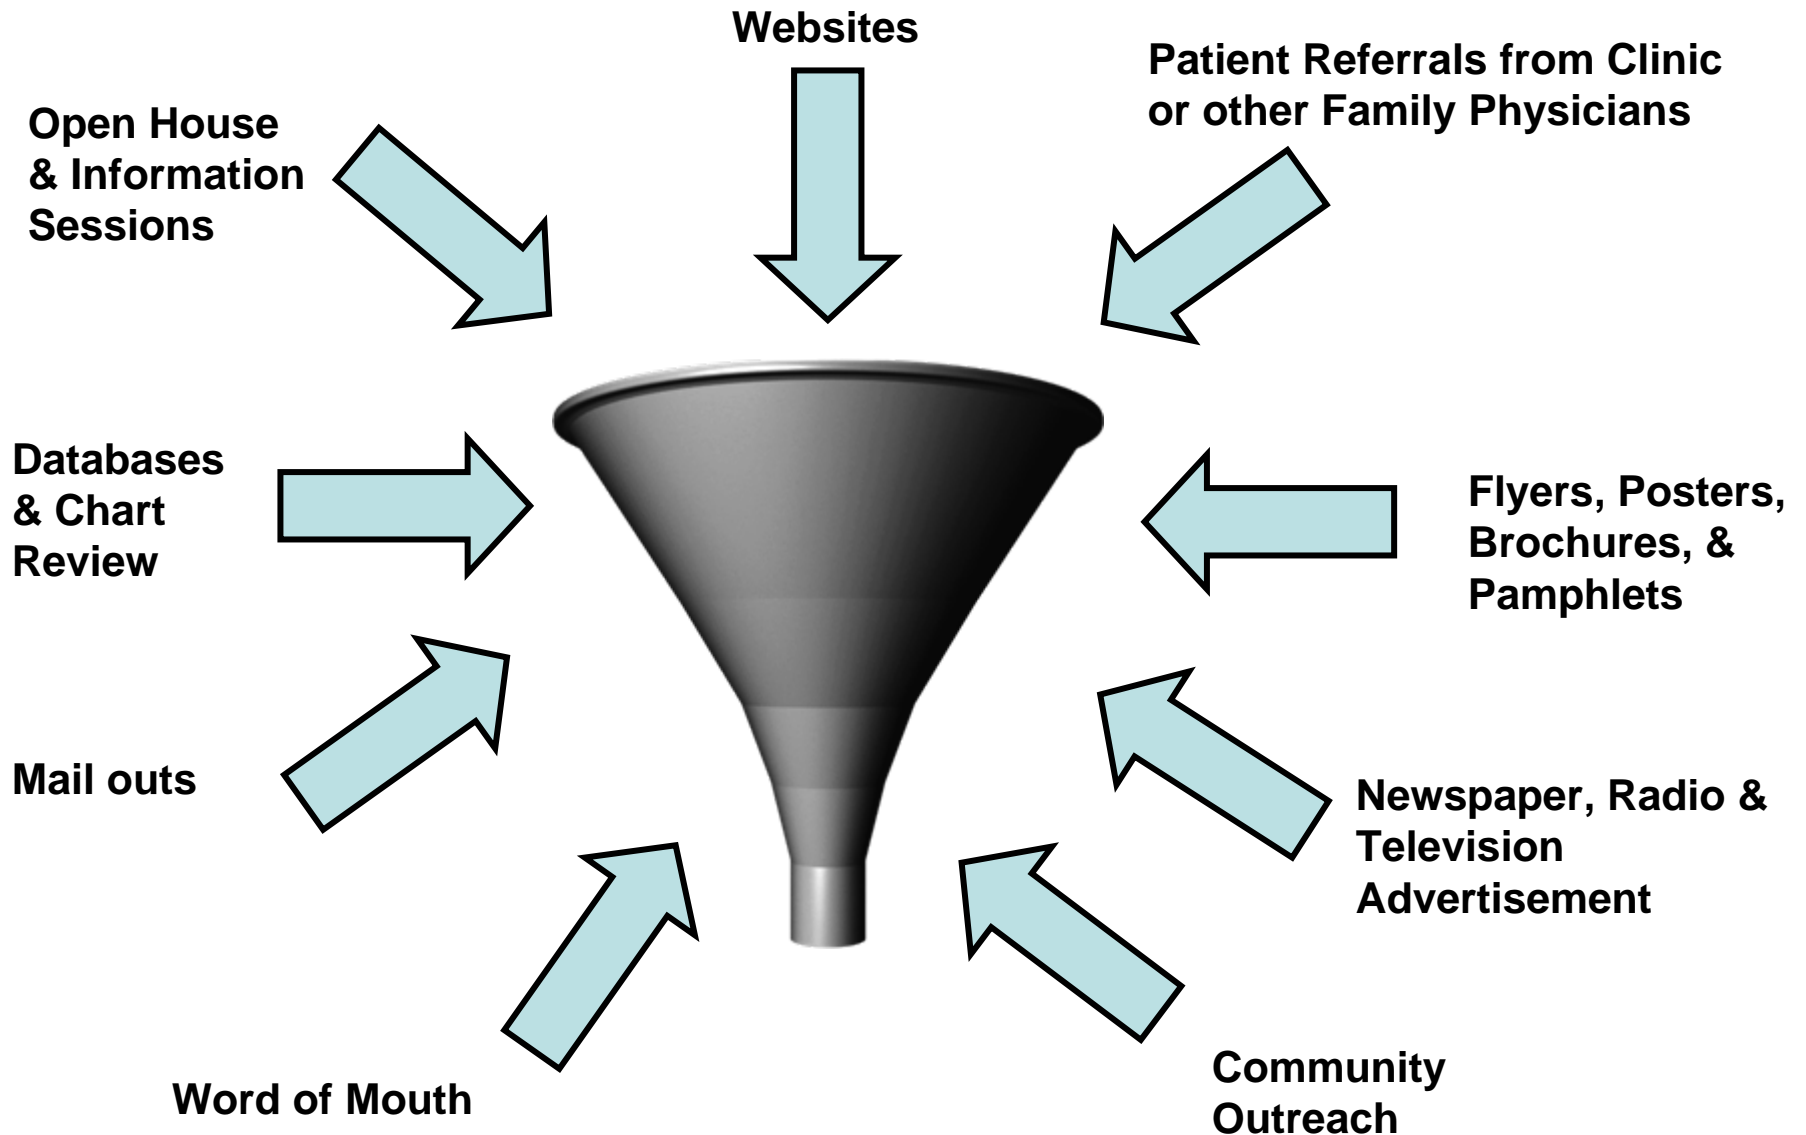 Websites
Patient Referrals from Clinic
or other Family Physicians
Open House
& Information
Sessions
Databases
& Chart
Review
Flyers, Posters,
Brochures, &
Pamphlets
Mail outs
Newspaper, Radio &
Television
Advertisement
Word of Mouth
Community
Outreach